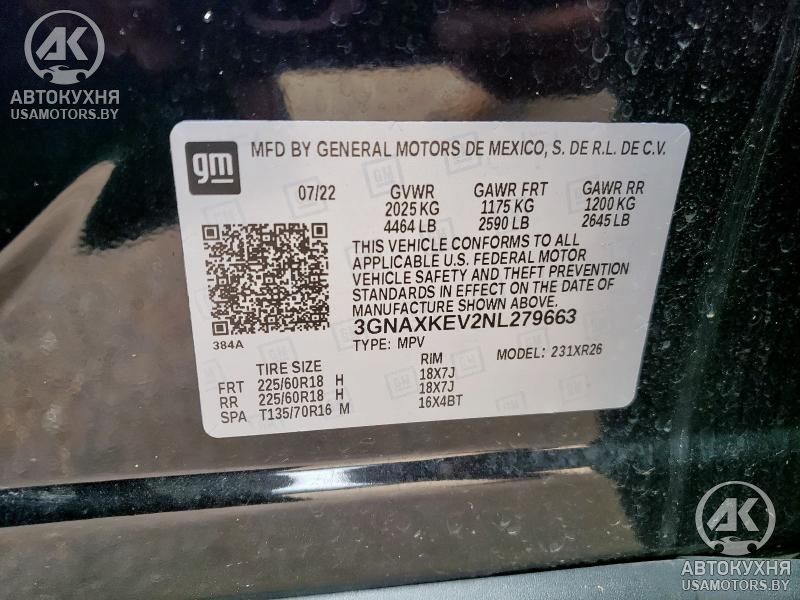 AK
АВТОКУХНЯ
USAMOTORS.BY
gm
MFD BY GENERAL MOTORS DE MEXICO, S. DE R.L. DE C.V.
07/22 GVWR GAWR FRT GAWR RR
2025 KG 1175 KG 1200 KG
4464 LB 2590 LB 2645 LB
THIS VEHICLE CONFORMS TO ALL
APPLICABLE U.S. FEDERAL MOTOR
VEHICLE SAFETY AND THEFT PREVENTION
STANDARDS IN EFFECT ON THE DATE OF
MANUFACTURE SHOWN ABOVE.
384A
3GNAXKEV2NL279663
TYPE: MPV MODEL: 231XR26
TIRE SIZE RIM
FRT 225/60R18 H 18X7J
RR 225/60R18 H 18X7J
SPA T135/70R16 M 16X4BT
AK
АВТОКУХНЯ
USAMOTORS.BY